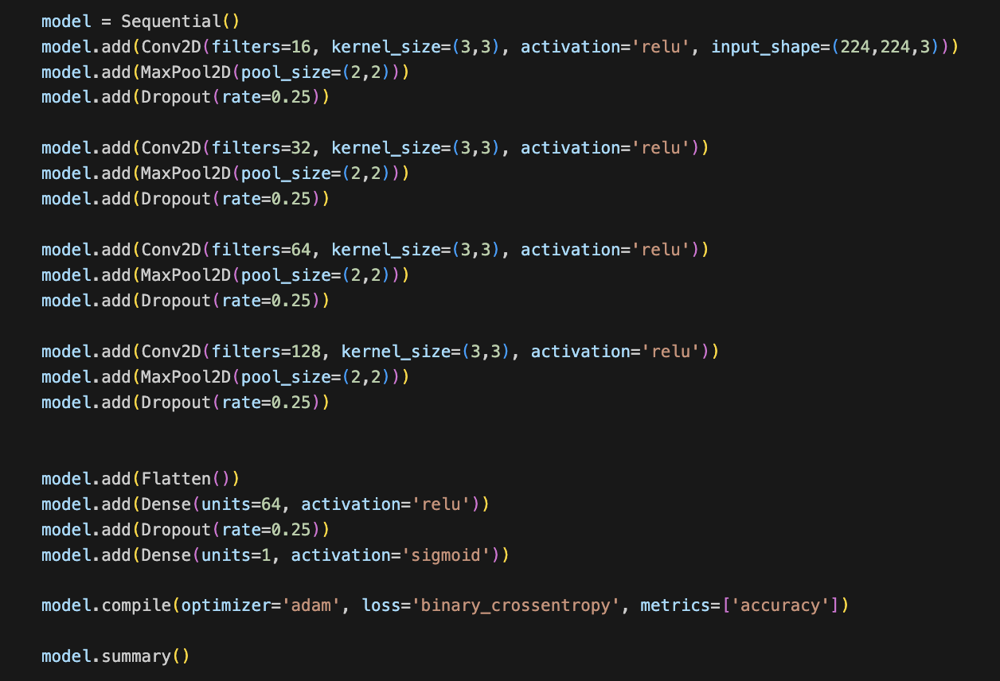 model = Sequential()
model.add(Conv2D(filters=16, kernel_size=(3,3), activation='relu', input_shape=(224,224,3)))
model.add(MaxPool2D(pool_size=(2,2)))
model.add(Dropout(rate=0.25))
model.add(Conv2D(filters=32, kernel_size=(3,3), activation='relu'))
model.add(MaxPool2D(pool_size=(2,2)))
model.add(Dropout(rate=0.25))
model.add(Conv2D(filters=64, kernel_size=(3,3), activation='relu'))
model.add(MaxPool2D(pool_size=(2,2)))
model.add(Dropout(rate=0.25))
model.add(Conv2D(filters=128, kernel_size=(3,3), activation='relu'))
model.add(MaxPool2D(pool_size=(2,2)))
model.add(Dropout(rate=0.25))
model.add(Flatten())
model.add(Dense(units=64, activation='relu'))
model.add(Dropout(rate=0.25))
model.add(Dense(units=1, activation='sigmoid'))
model.compile(optimizer='adam', loss='binary_crossentropy', metrics=['accuracy'])
model.summary()